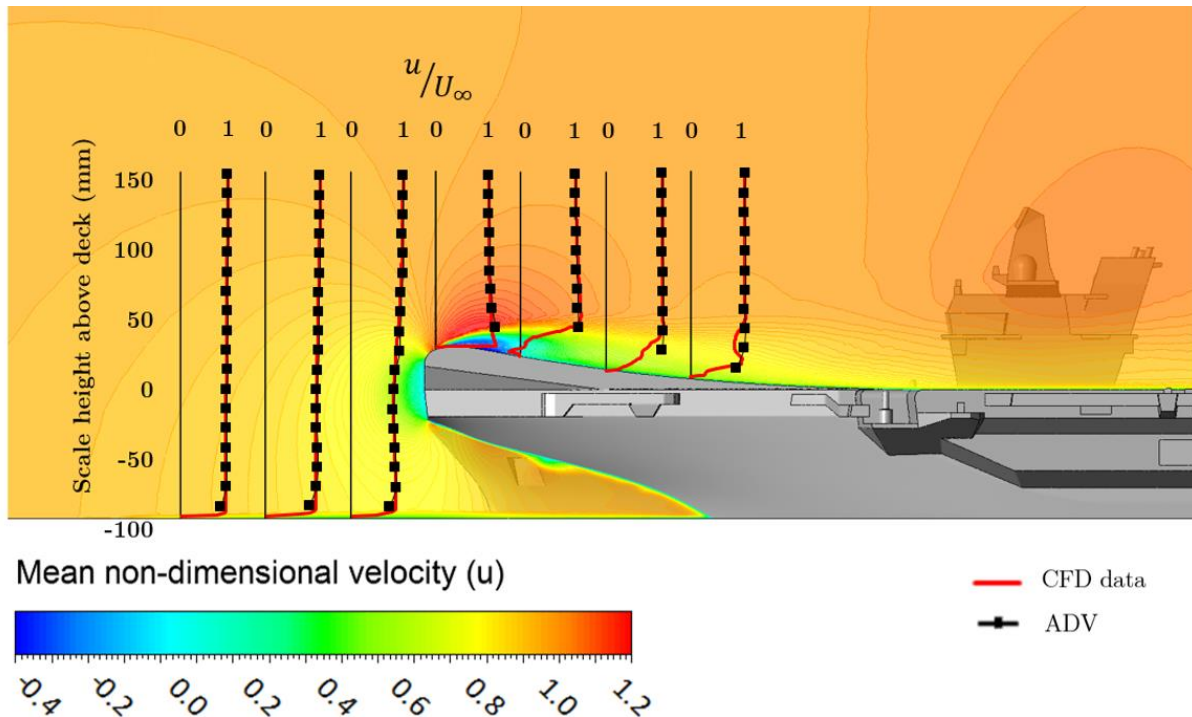 u/U∞
0 1 0 1 0 1 0 1 0 1 0 1 0 1
Scale height above deck (mm)
150
100
50
0
-50
-100
Mean non-dimensional velocity (u)
-0.4 -0.2 0.0 0.2 0.4 0.6 0.8 1.0 1.2
CFD data
ADV